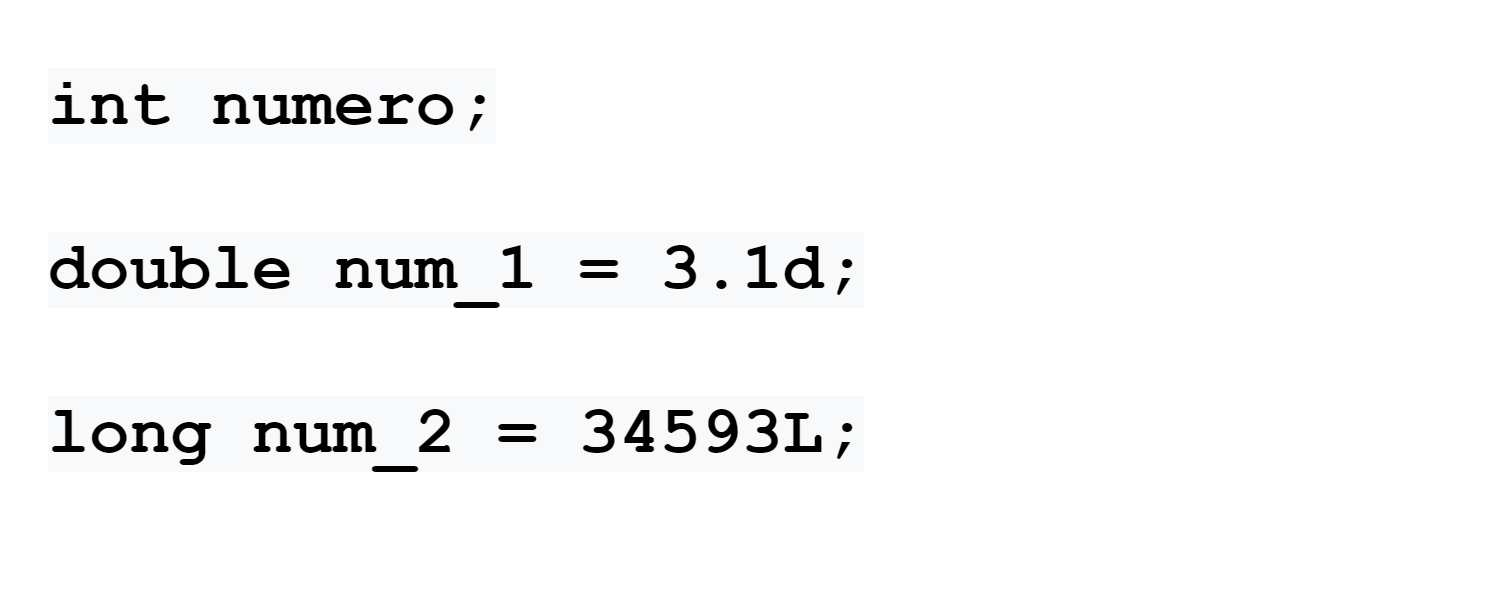 int numero;
double num_1 = 3.1d;
long num_2 = 34593L;